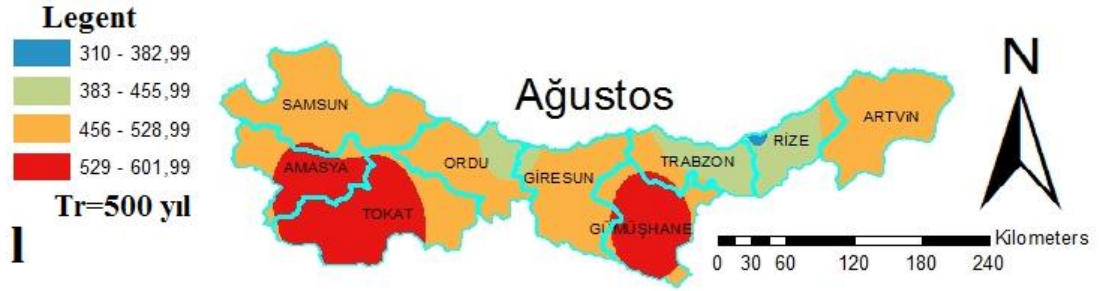 Legent
310 - 382,99
383 - 455,99
456 - 528,99
529 - 601,99
Tr=500 yıl
l
Ağustos
SAMSUN
AMASYA
TOKAT
ORDU
GİRESUN
GÜMÜŞHANE
TRABZON
RİZE
ARTVİN
N
Kilometers
0 30 60 120 180 240